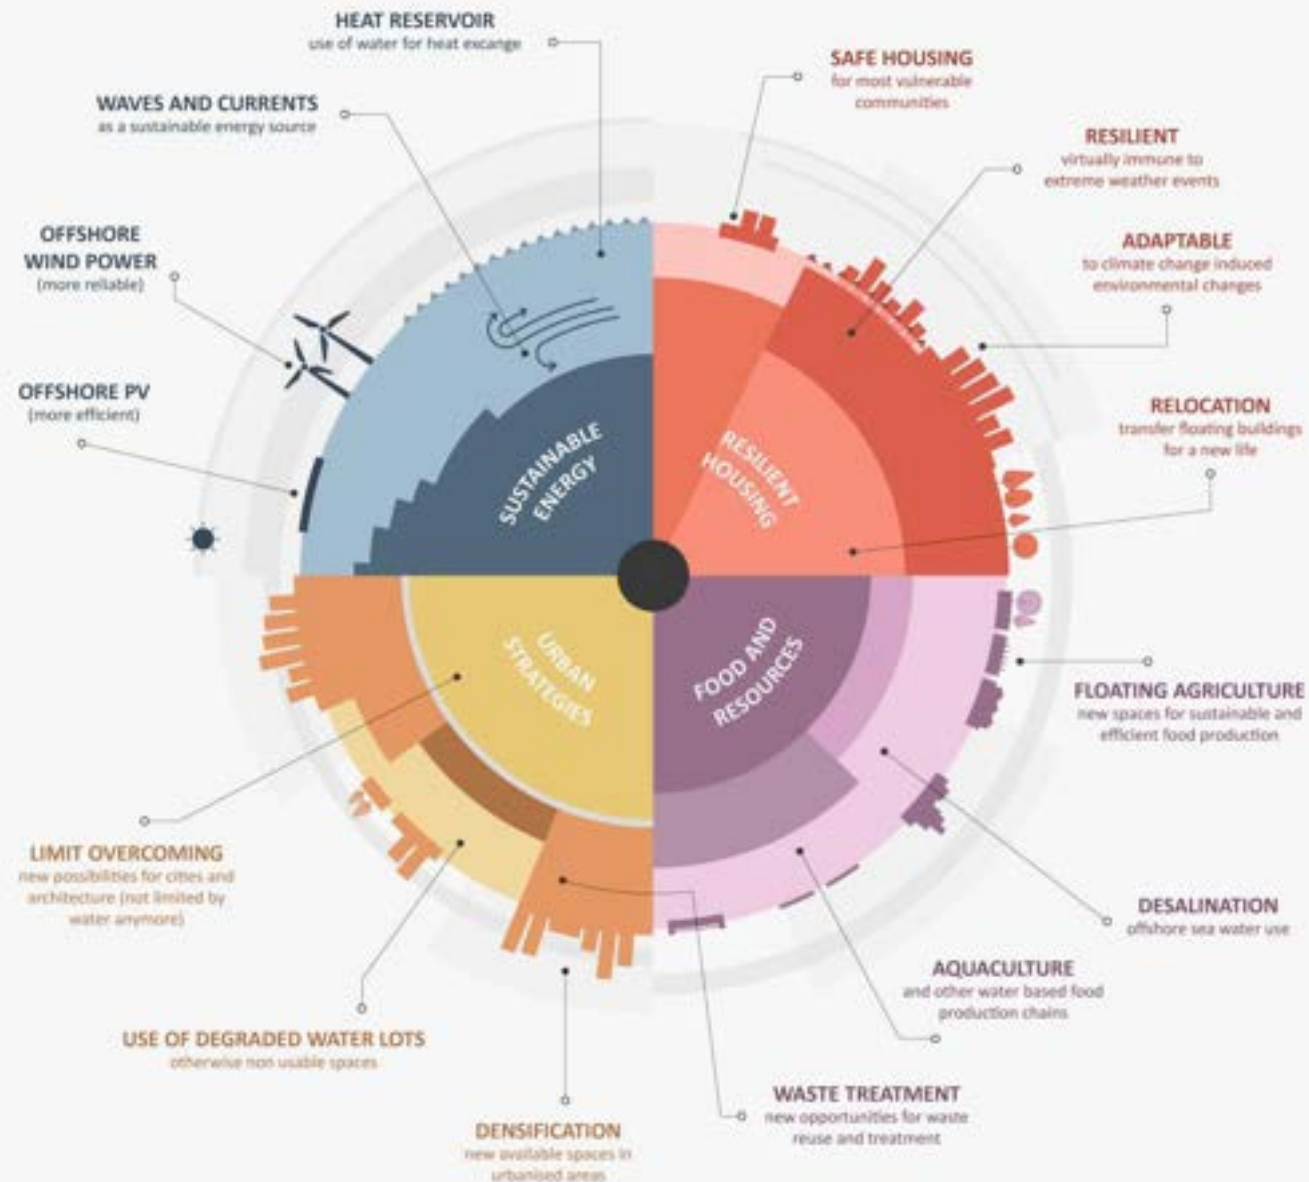 HEAT RESERVOIR
use of water for heat excange
WAVES AND CURRENTS
as a sustainable energy source
OFFSHORE
WIND POWER
(more reliable)
OFFSHORE PV
(more efficient)
SAFE HOUSING
for most vulnerable
communities
RESILIENT
virtually immune to
extreme weather events
ADAPTABLE
to climate change induced
environmental changes
RELOCATION
transfer floating buildings
for a new life
SUSTAINABLE
ENERGY
RESILIENT
HOUSING
URBAN
STRATEGIES
FOOD AND
RESOURCES
FLOATING AGRICULTURE
new spaces for sustainable and
efficient food production
DESALINATION
offshore sea water use
AQUACULTURE
and other water based food
production chains
WASTE TREATMENT
new opportunities for waste
reuse and treatment
LIMIT OVERCOMING
new possibilities for cities and
architecture (not limited by
water anymore)
USE OF DEGRADED WATER LOTS
otherwise non usable spaces
DENSIFICATION
new available spaces in
urbanised areas